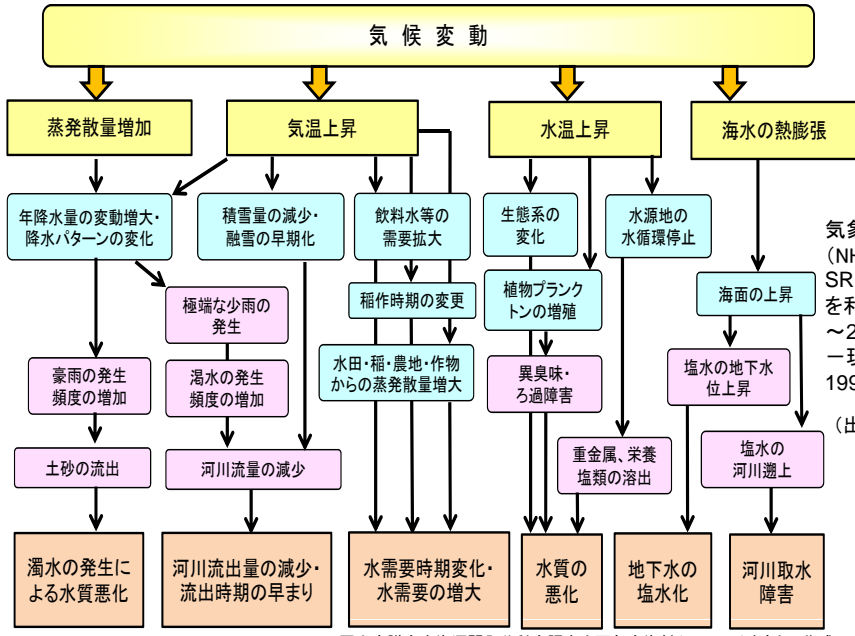 気候変動
蒸発散量増加
気温上昇
水温上昇
海水の熱膨張
年降水量の変動増大・
降水パターンの変化
積雪量の減少・
融雪の早期化
飲料水等の
需要拡大
生態系の
変化
水源地の
水循環停止
気象
（NH
SR
を利
～2
－現
199
（出
極端な少雨の
発生
稲作時期の変更
植物プランク
トンの増殖
海面の上昇
豪雨の発生
頻度の増加
渇水の発生
頻度の増加
水田・稲・農地・作物
からの蒸発散量増大
異臭味・
ろ過障害
塩水の地下水
位上昇
土砂の流出
河川流量の減少
重金属、栄養
塩類の溶出
塩水の
河川遡上
濁水の発生に
よる水質悪化
河川流出量の減少・
流出時期の早まり
水需要時期変化・
水需要の増大
水質の
悪化
地下水の
塩水化
河川取水
障害